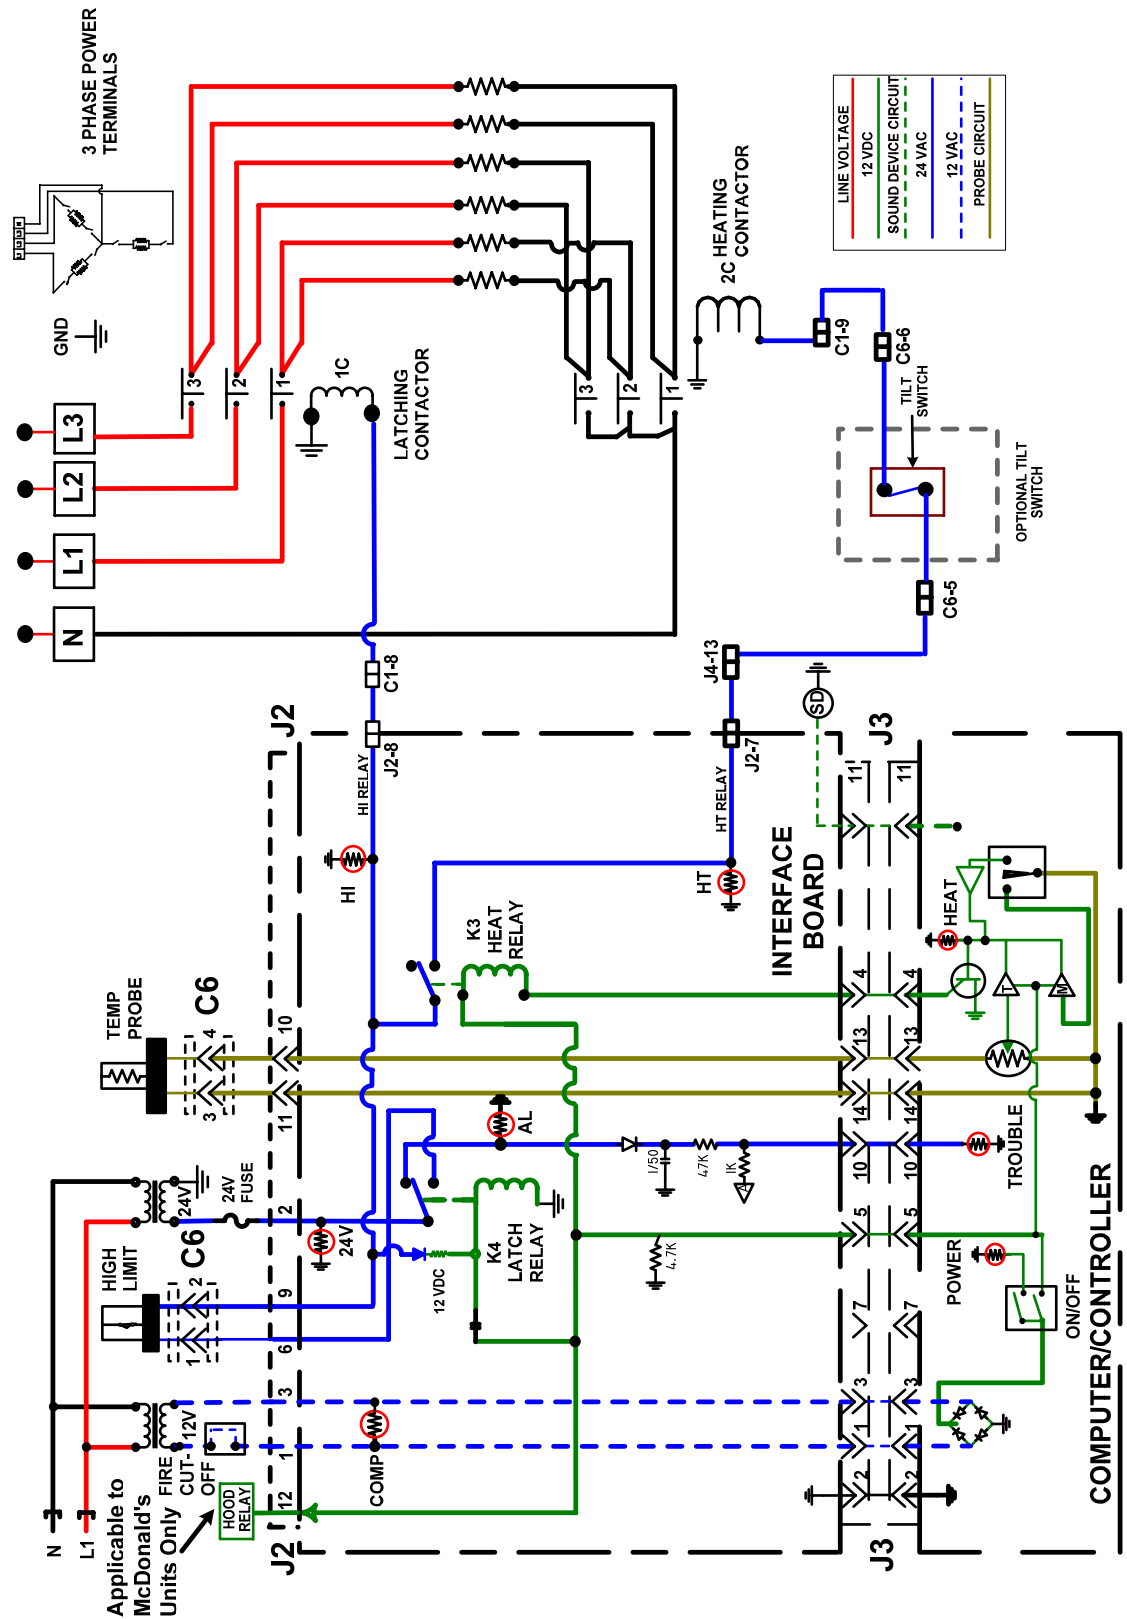 3 PHASE POWER
TERMINALS
GND
L3
L2
L1
N
3
2
1
1C
LATCHING
CONTACTOR
2C HEATING
CONTACTOR
3
2
1
LINE VOLTAGE
12 VDC
SOUND DEVICE CIRCUIT
24 VAC
12 VAC
PROBE CIRCUIT
C1-9
C6-6
TILT
SWITCH
OPTIONAL TILT
SWITCH
C6-5
J4-13
C1-8
SD
J2
J2-8
HI RELAY
J2-7
HT RELAY
J3
11
11
HI
HT
INTERFACE
BOARD
HEAT
K3
HEAT
RELAY
TEMP
PROBE
C6
4
3
10
11
4
4
13
13
14
14
T
M
AL
1/50
47K
1K
A
10
10
TROUBLE
24V
24V
FUSE
2
24V
K4
LATCH
RELAY
12 VDC
4.7K
5
5
HIGH
LIMIT
C6
2
1
9
6
7
7
POWER
ON/OFF
COMPUTER/CONTROLLLER
12V
FIRE
CUT-
OFF
3
1
COMP
3
3
1
1
2
2
N
L1
Applicable to
McDonald's
Units Only
HOOD
RELAY
12
J2
J3